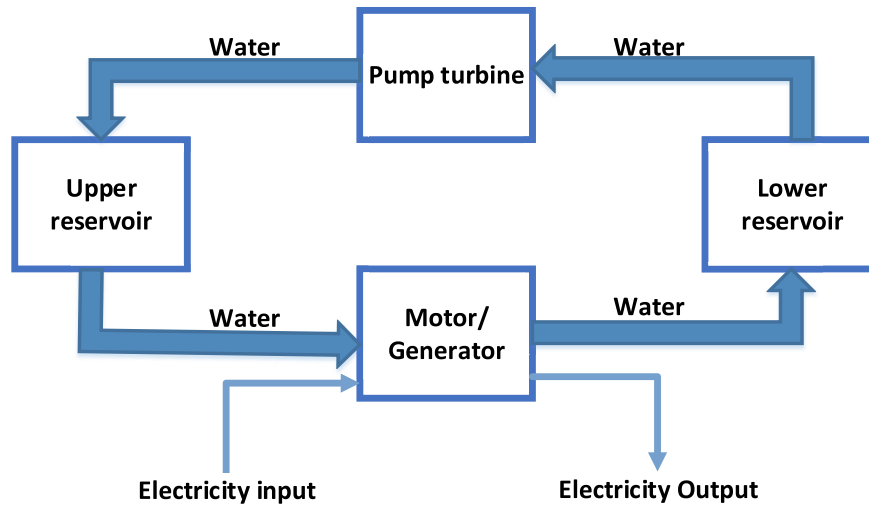 Water
Water
Pump turbine
Upper
reservoir
Lower
reservoir
Water
Motor/
Generator
Water
Electricity input
Electricity Output